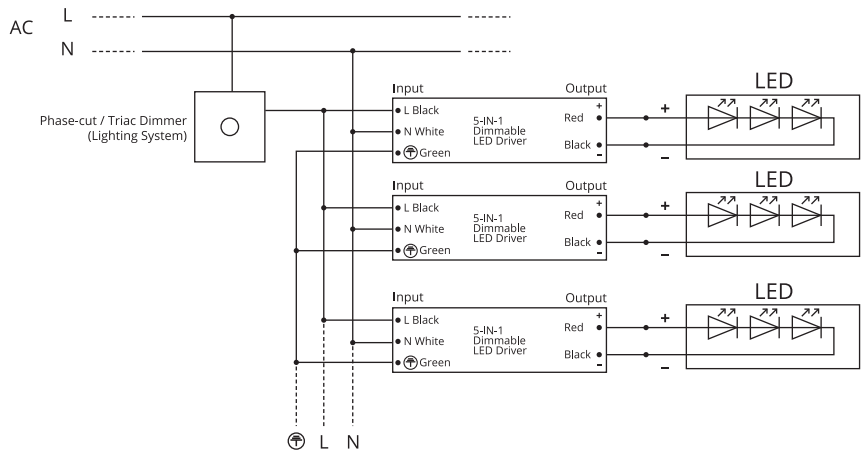 AC
L
N
Phase-cut / Triac Dimmer
(Lighting System)
Input
Output
L Black
N White
Green
5-IN-1
Dimmable
LED Driver
+
Red
Black
-
+
-
LED
Input
Output
L Black
N White
Green
5-IN-1
Dimmable
LED Driver
+
Red
Black
-
+
-
LED
Input
Output
L Black
N White
Green
5-IN-1
Dimmable
LED Driver
+
Red
Black
-
+
-
LED
L
N